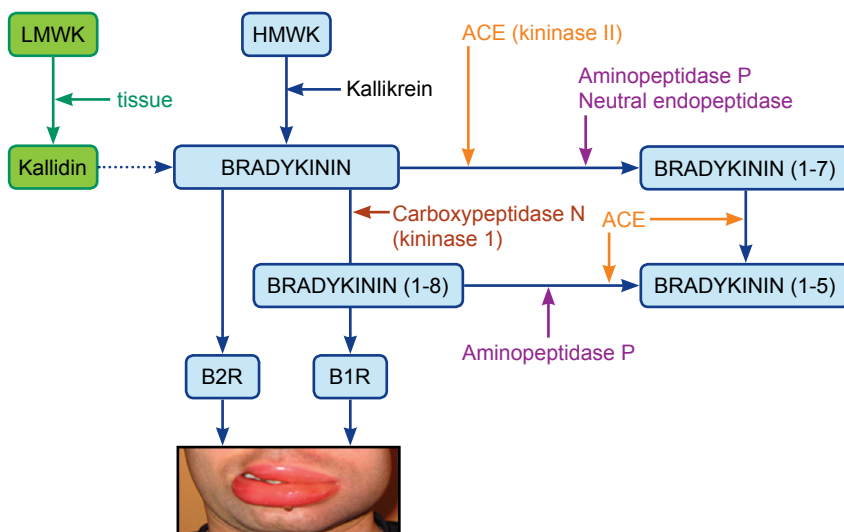 LMWK
HMWK
ACE (kininase II)
Aminopeptidase P
Neutral endopeptidase
Kallikrein
tissue
Kallidin
BRADYKININ
BRADYKININ (1-7)
Carboxypeptidase N
(kininase 1)
ACE
BRADYKININ (1-8)
BRADYKININ (1-5)
Aminopeptidase P
B2R
B1R